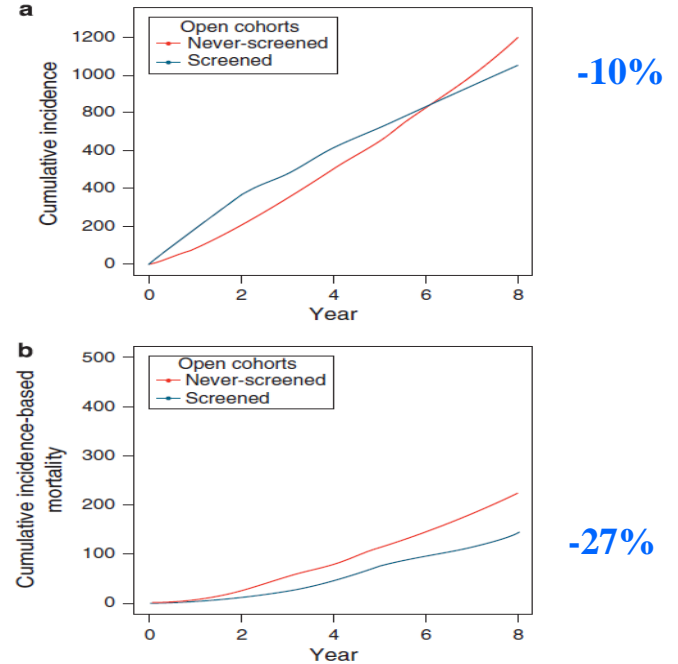 a
Open cohorts
Never-screened
Screened
1200
1000
800
400
400
200
0
Cumulative incidence
0 2 4 6 8
Year
-10%
b
Open cohorts
Never-screened
Screened
500
400
300
200
100
0
Cumulative incidence-based
mortality
0 2 4 6 8
Year
-27%